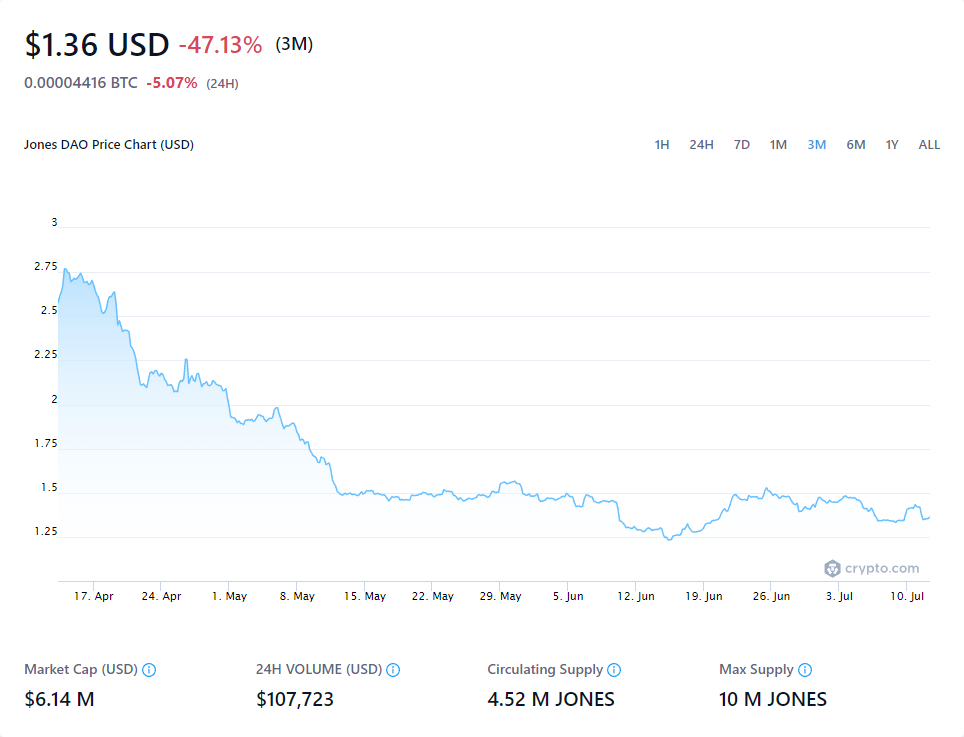 $1.36 USD -47.13% (3M)
0.00004416 BTC -5.07% (24H)
Jones DAO Price Chart (USD) 1H 24H 7D 1M 3M 6M 1Y ALL
3
2.75
2.5
2.25
2
1.75
1.5
1.25
crypto.com
17. Apr 24. Apr 1. May 8. May 15. May 22. May 29. May 5. Jun 12. Jun 19. Jun 26. Jun 3. Jul 10. Jul
Market Cap (USD) 24H VOLUME (USD) Circulating Supply Max Supply
$6.14 M $107,723 4.52 M JONES 10 M JONES